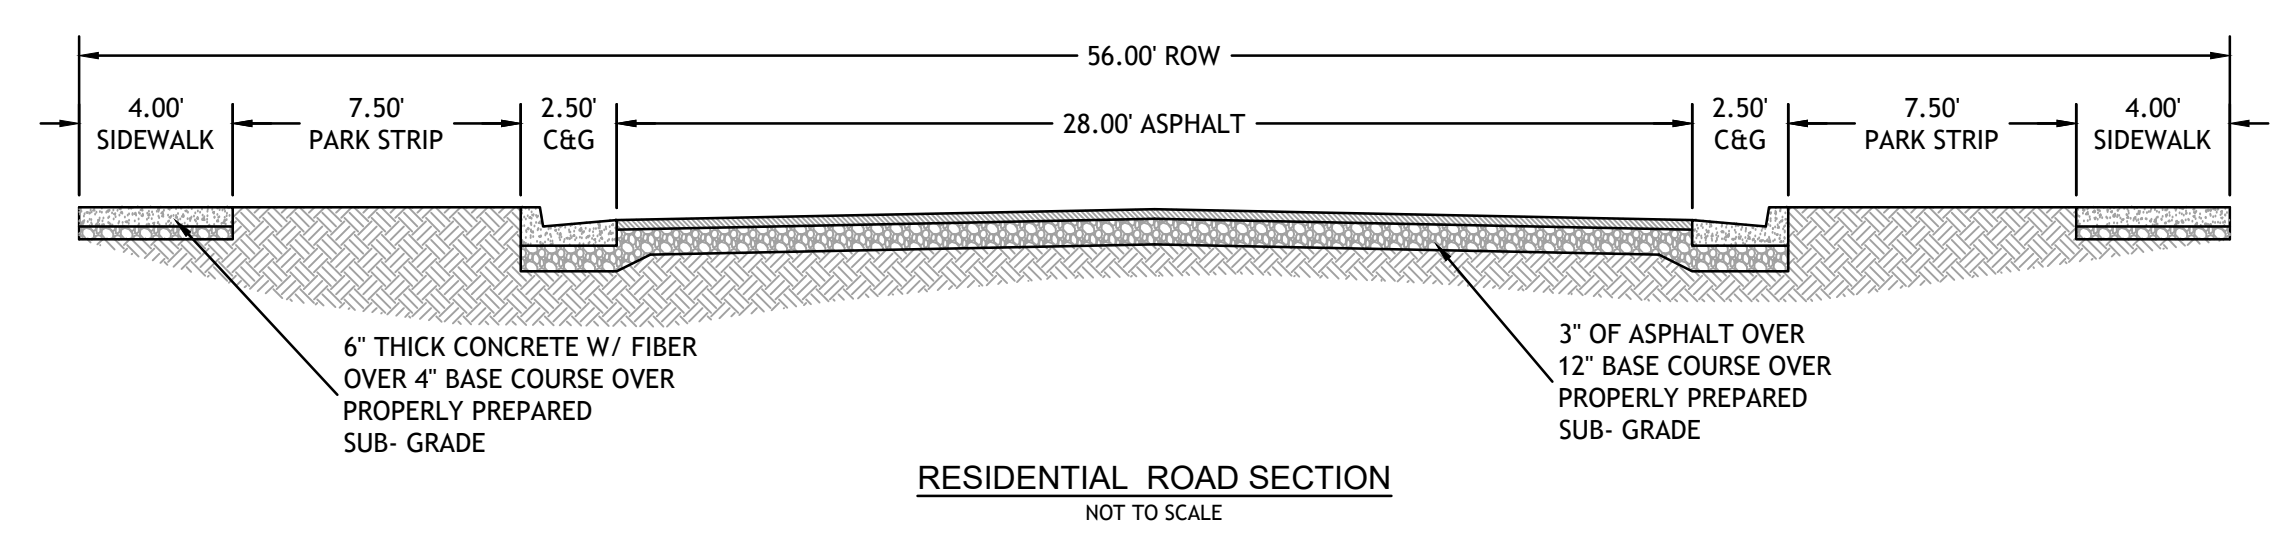 56.00' ROW
4.00'
SIDEWALK
7.50'
PARK STRIP
2.50'
C&G
28.00' ASPHALT
2.50'
C&G
7.50'
PARK STRIP
4.00'
SIDEWALK
6" THICK CONCRETE W/ FIBER
OVER 4" BASE COURSE OVER
PROPERLY PREPARED
SUB- GRADE
3" OF ASPHALT OVER
12" BASE COURSE OVER
PROPERLY PREPARED
SUB- GRADE
RESIDENTIAL ROAD SECTION
NOT TO SCALE